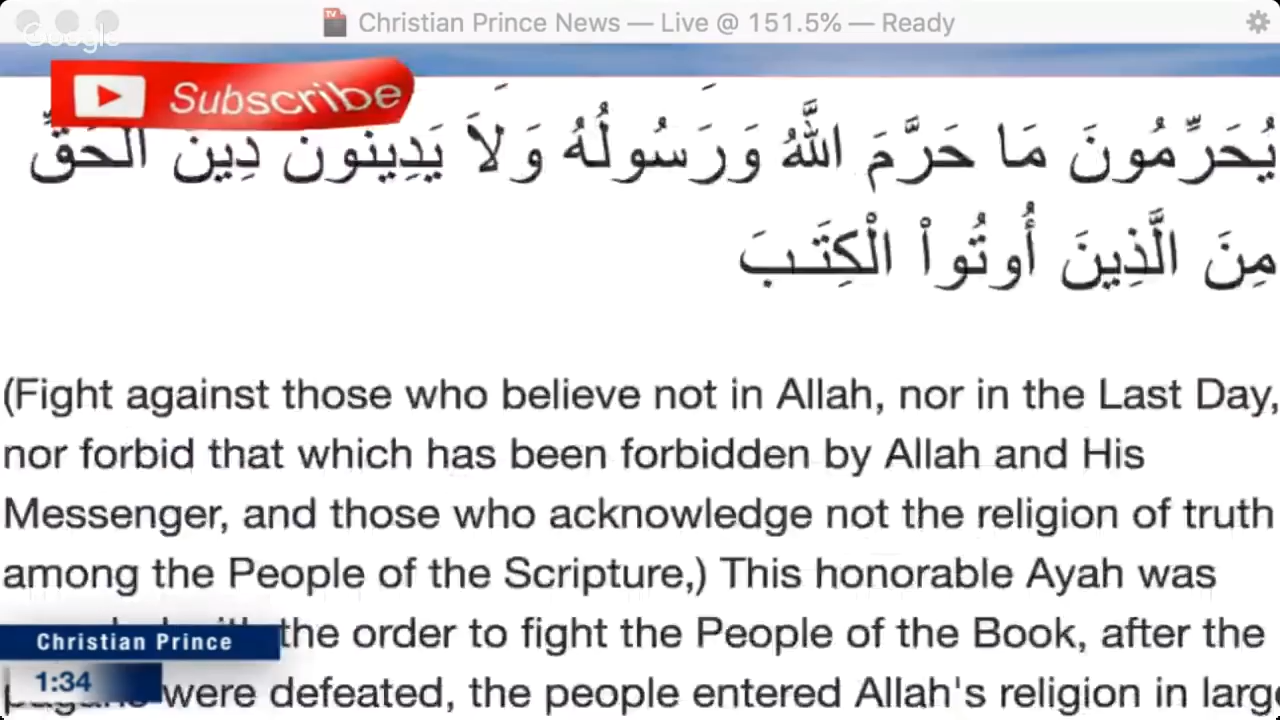 Christian Prince News — Live @ 151.5% — Ready
Google
Subscribe
يُحَرِّمُونَ مَا حَرَّمَ اللَّهُ وَرَسُولُهُ وَلاَ يَدِينُونَ دِينَ الْحَقِّ
مِنَ الَّذِينَ أُوتُواْ الْكِتَـبَ
(Fight against those who believe not in Allah, nor in the Last Day,
nor forbid that which has been forbidden by Allah and His
Messenger, and those who acknowledge not the religion of truth
among the People of the Scripture,) This honorable Ayah was
the order to fight the People of the Book, after the
were defeated, the people entered Allah's religion in large
Christian Prince
1:34